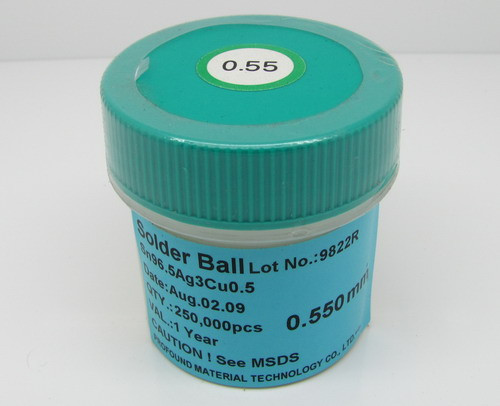 0.55
Solder Ball Lot No.:9822R
Sn96.5Ag3Cu0.5
Date:Aug.02.09
QTY.:250,000pcs
0.550mm
VAL.:1 Year
CAUTION ! See MSDS
PROFOUND MATERIAL TECHNOLOGY CO., LTD.